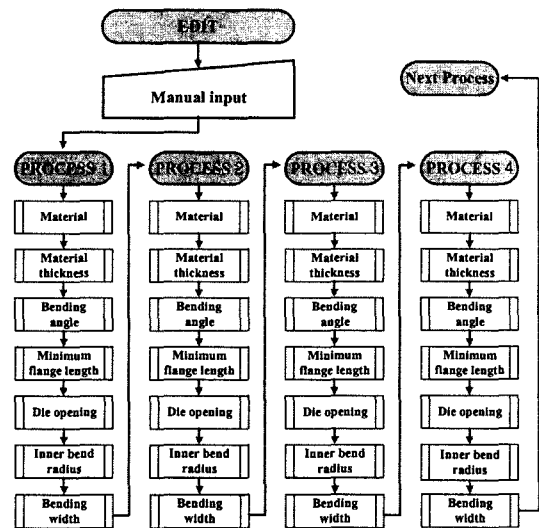 EDIT
Manual input
Next Process
PROCESS 1
Material
Material
thickness
Bending
angle
Minimum
flange length
Die opening
Inner bend
radius
Bending
width
PROCESS 2
Material
Material
thickness
Bending
angle
Minimum
flange length
Die opening
Inner bend
radius
Bending
width
PROCESS 3
Material
Material
thickness
Bending
angle
Minimum
flange length
Die opening
Inner bend
radius
Bending
width
PROCESS 4
Material
Material
thickness
Bending
angle
Minimum
flange length
Die opening
Inner bend
radius
Bending
width